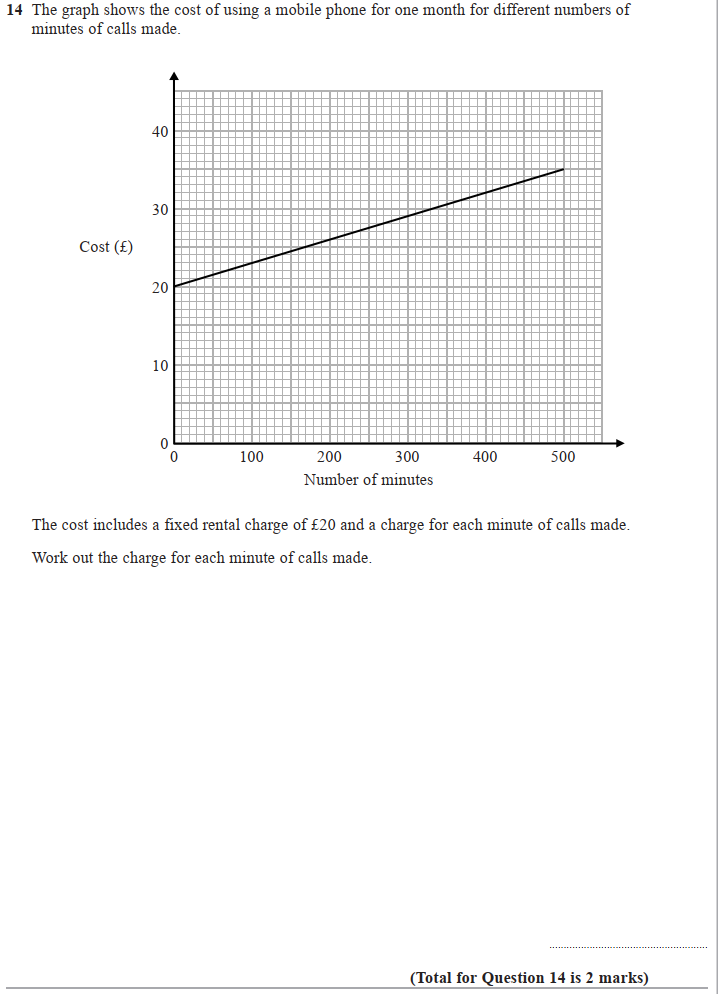 14 The graph shows the cost of using a mobile phone for one month for different numbers of
minutes of calls made.
40
30
Cost (£)
20
10
0
0 100 200 300 400 500
Number of minutes
The cost includes a fixed rental charge of £20 and a charge for each minute of calls made.
Work out the charge for each minute of calls made.
(Total for Question 14 is 2 marks)